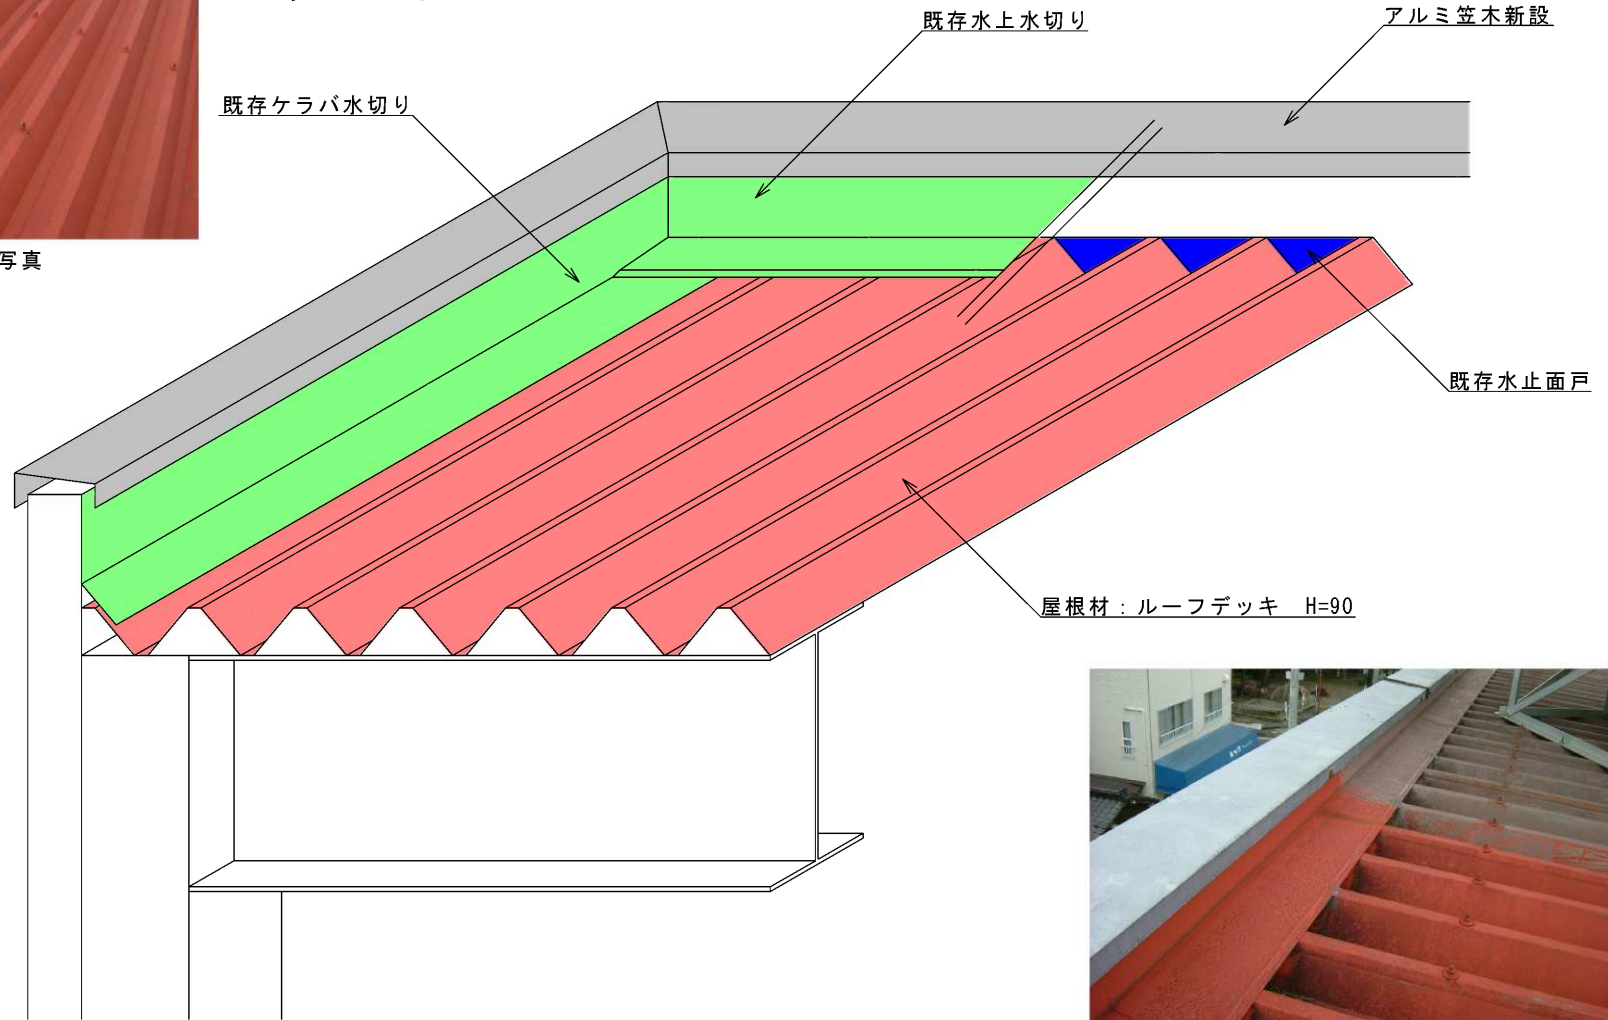 アルミ笠木新設
既存水上水切り
既存ケラバ水切り
写真
既存水止面戸
屋根材：ルーフデッキ H=90